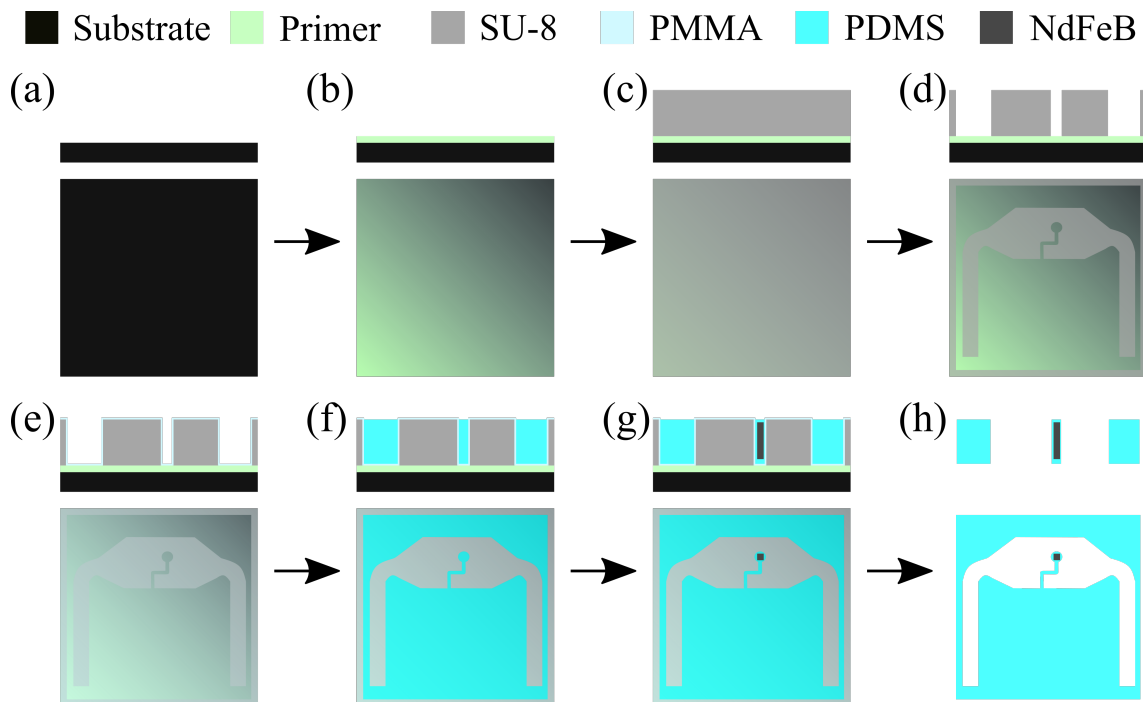 Substrate Primer SU-8 PMMA PDMS NdFeB
(a) (b) (c) (d)
(e) (f) (g) (h)